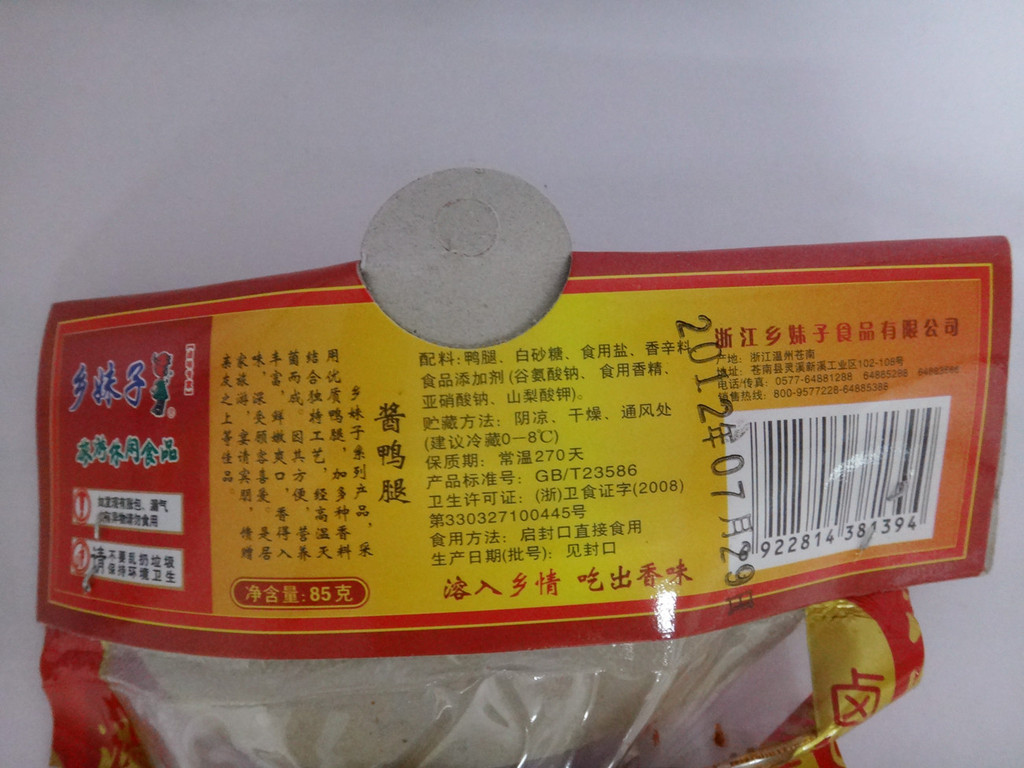 乡妹子
旅游休闲食品
如发现有胀包、漏气
请不要乱扔垃圾
保持环境卫生
酱鸭腿
乡妹子系列产品，采
用优质鸭腿，加多种香料
结合独特工艺，经高温灭
菌而成。因其方便，营养
丰富，鲜嫩爽口，香得入
味，深受顾客喜爱。是居
家旅游，宴请宾朋，情赠
亲友之上等佳品。
净含量：85克
配料：鸭腿、白砂糖、食用盐、香辛料
食品添加剂(谷氨酸钠、食用香精、
亚硝酸钠、山梨酸钾)。
贮藏方法：阴凉、干燥、通风处
(建议冷藏0—8℃)
保质期：常温270天
产品标准号：GB/T23586
卫生许可证：(浙)卫食证字(2008)
第330327100445号
食用方法：启封口直接食用
生产日期(批号)：见封口
溶入乡情 吃出香味
2012年07月29日
浙江乡妹子食品有限公司
产地：浙江温州苍南
地址：苍南县灵溪新溪工业区102-108号
电话/传真：0577-64881288 64885298
销售热线：800-9577228-64885388
922814 381394
卤